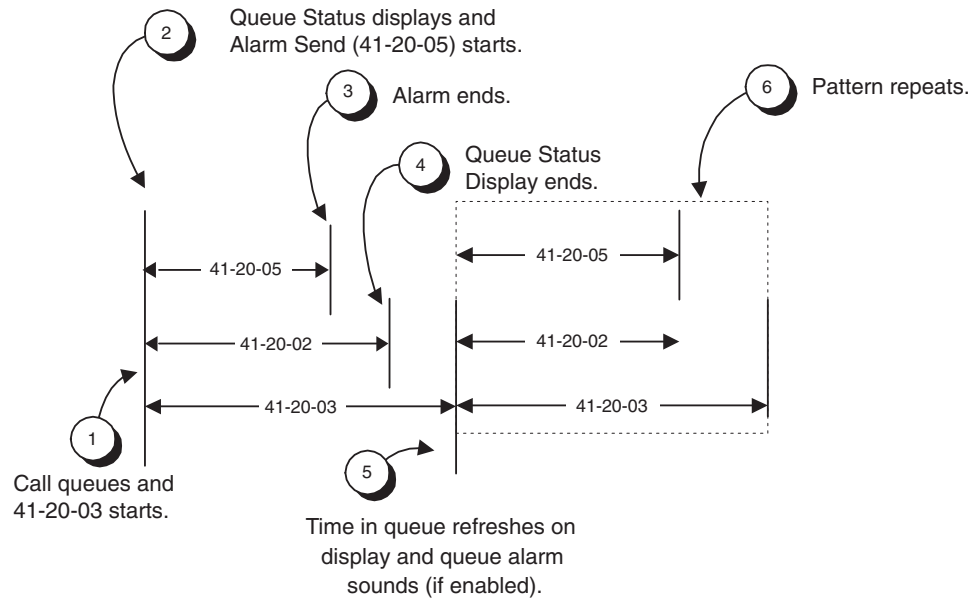 2
Queue Status displays and
Alarm Send (41-20-05) starts.
3
Alarm ends.
6
Pattern repeats.
4
Queue Status
Display ends.
41-20-05
41-20-05
41-20-02
41-20-02
41-20-03
41-20-03
1
Call queues and
41-20-03 starts.
5
Time in queue refreshes on
display and queue alarm
sounds (if enabled).